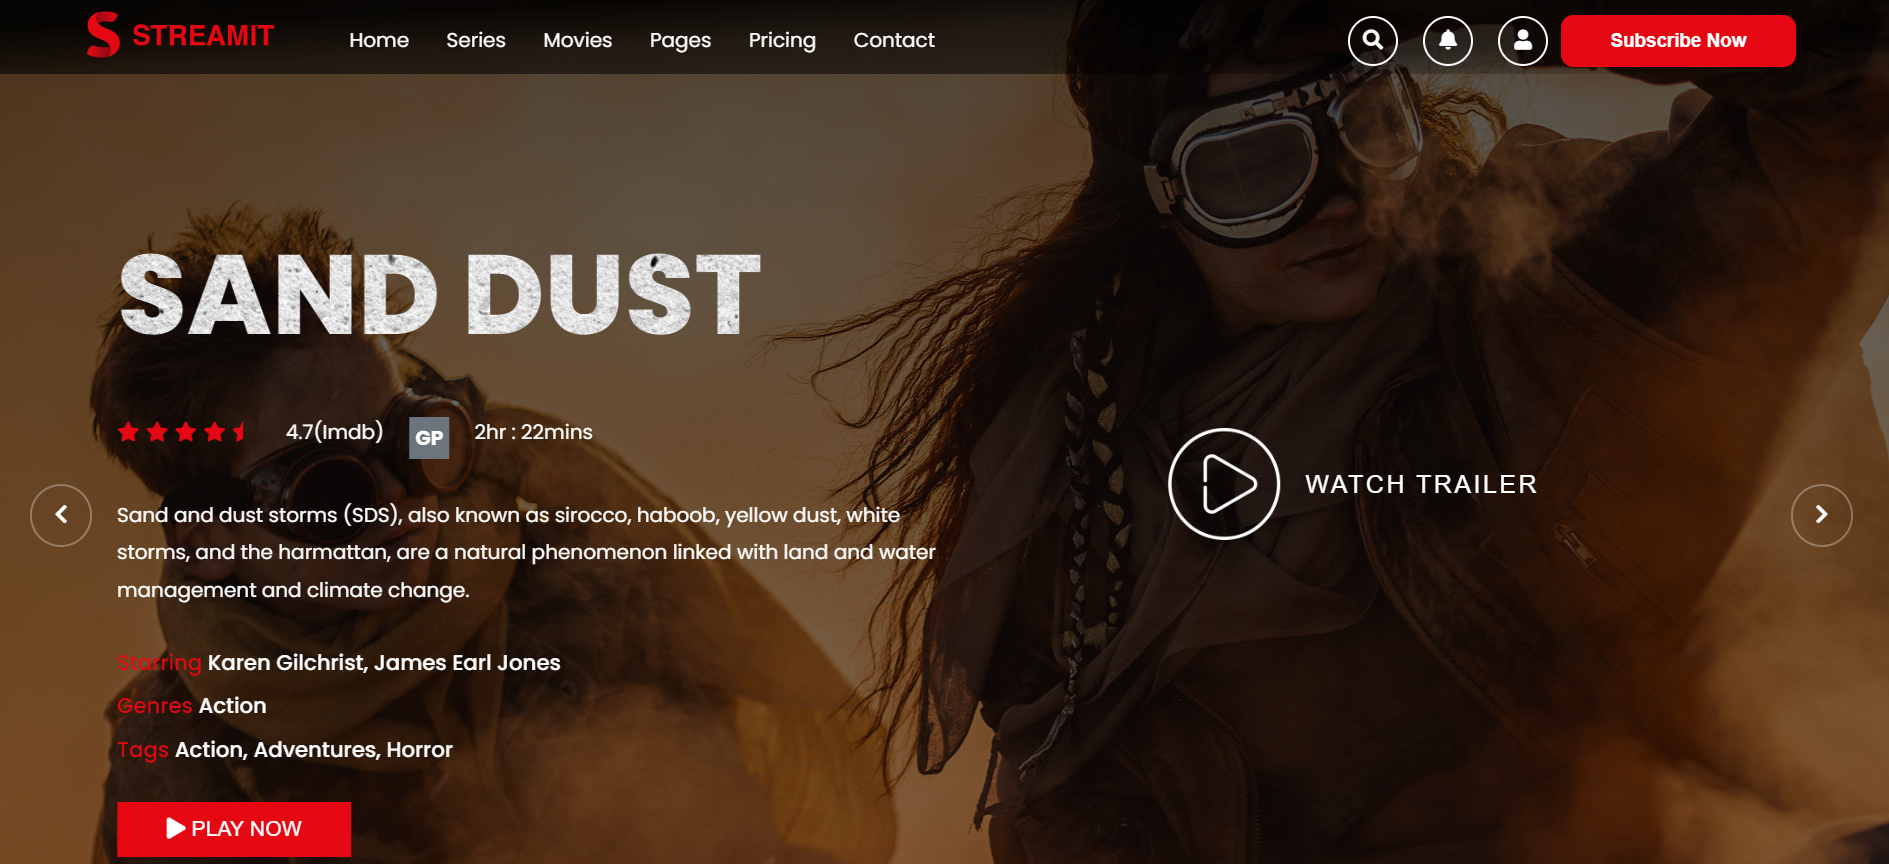 STREAMIT
Home Series Movies Pages Pricing Contact
Subscribe Now
SAND DUST
4.7(Imdb) GP 2hr : 22mins
WATCH TRAILER
Sand and dust storms (SDS), also known as sirocco, haboob, yellow dust, white
storms, and the harmattan, are a natural phenomenon linked with land and water
management and climate change.
Starring Karen Gilchrist, James Earl Jones
Genres Action
Tags Action, Adventures, Horror
PLAY NOW